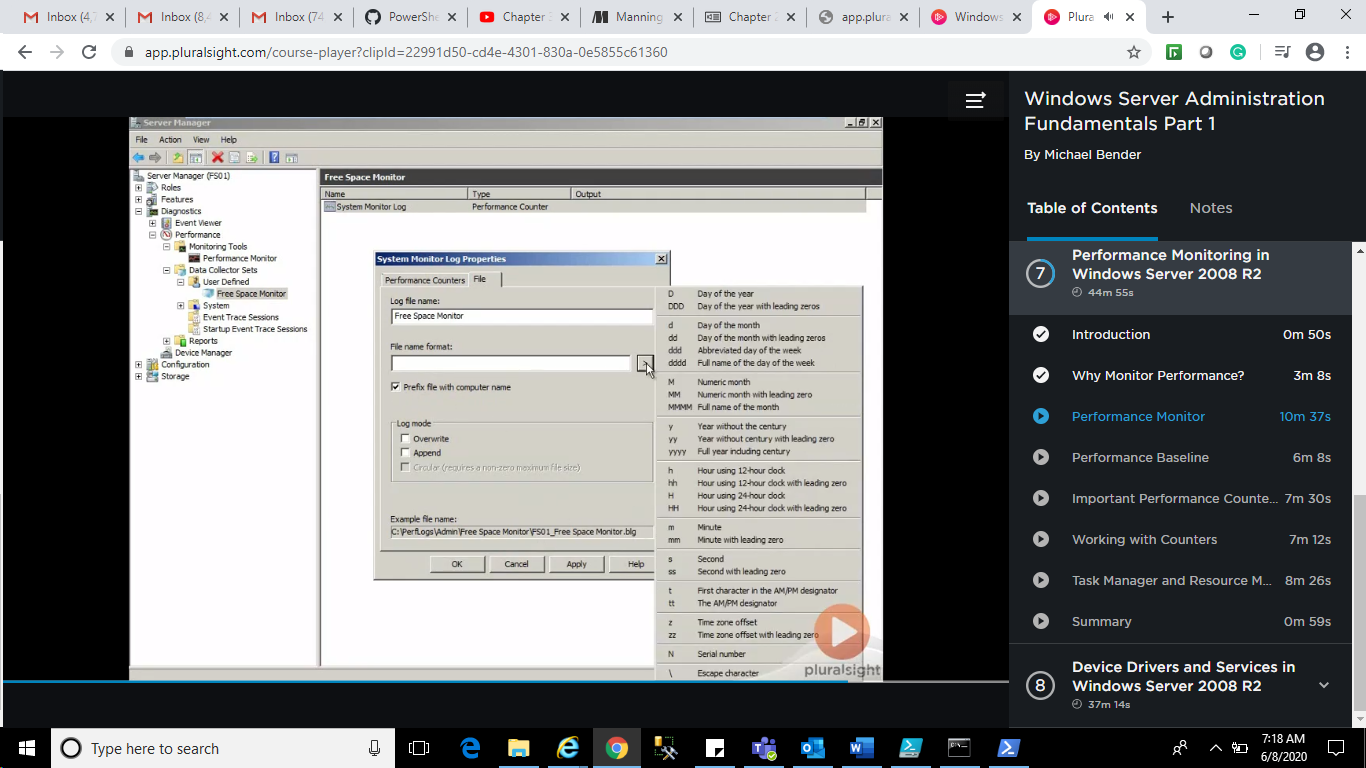 Inbox (4,7
Inbox (8,4
Inbox (74
PowerShe
Chapter
Manning
Chapter
app.plura
Windows
Plura
app.pluralsight.com/course-player?clipId=22991d50-cd4e-4301-830a-0e5855c61360
Server Manager
File Action View Help
Server Manager (FS01)
Roles
Features
Diagnostics
Event Viewer
Performance
Monitoring Tools
Performance Monitor
Data Collector Sets
User Defined
Free Space Monitor
System
Event Trace Sessions
Startup Event Trace Sessions
Reports
Device Manager
Configuration
Storage
Free Space Monitor
Name Type Output
System Monitor Log Performance Counter
System Monitor Log Properties
Performance Counters File
Log file name:
Free Space Monitor
File name format:
>
Prefix file with computer name
Log mode
Overwrite
Append
Circular (requires a non-zero maximum file size)
Example file name:
C:\PerfLogs\Admin\Free Space Monitor\FS01_Free Space Monitor.blg
OK Cancel Apply Help
D Day of the year
DDD Day of the year with leading zeros
d Day of the month
dd Day of the month with leading zeros
ddd Abbreviated day of the week
dddd Full name of the day of the week
M Numeric month
MM Numeric month with leading zero
MMMM Full name of the month
y Year without the century
yy Year without century with leading zero
yyyy Full year including century
h Hour using 12-hour clock
hh Hour using 12-hour clock with leading zero
H Hour using 24-hour clock
HH Hour using 24-hour clock with leading zero
m Minute
mm Minute with leading zero
s Second
ss Second with leading zero
t First character in the AM/PM designator
tt The AM/PM designator
z Time zone offset
zz Time zone offset with leading zero
N Serial number
\ Escape character
pluralsight
Windows Server Administration
Fundamentals Part 1
By Michael Bender
Table of Contents Notes
7
Performance Monitoring in
Windows Server 2008 R2
44m 55s
Introduction 0m 50s
Why Monitor Performance? 3m 8s
Performance Monitor 10m 37s
Performance Baseline 6m 8s
Important Performance Counte... 7m 30s
Working with Counters 7m 12s
Task Manager and Resource M... 8m 26s
Summary 0m 59s
8
Device Drivers and Services in
Windows Server 2008 R2
37m 14s
Type here to search
7:18 AM
6/8/2020